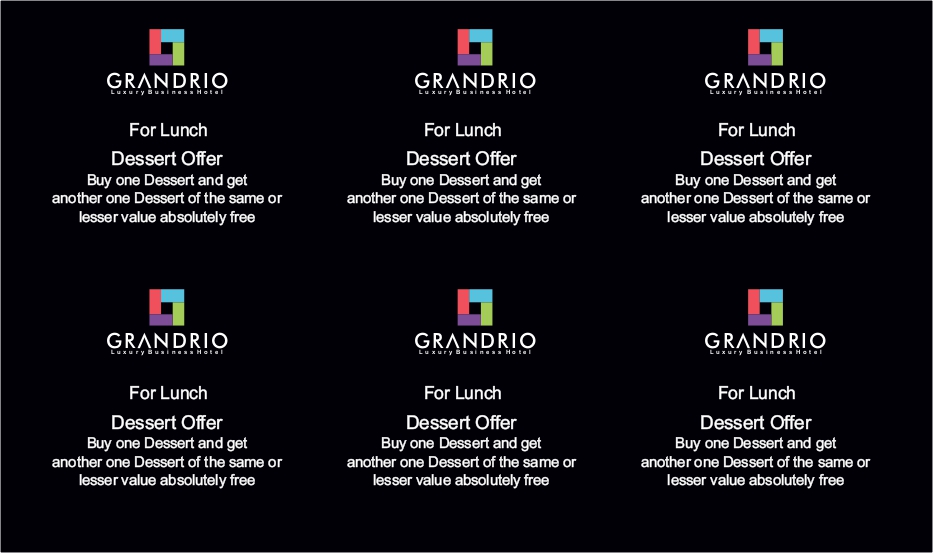 GRANDRIO
Luxury Business Hotel
For Lunch
Dessert Offer
Buy one Dessert and get
another one Dessert of the same or
lesser value absolutely free
GRANDRIO
Luxury Business Hotel
For Lunch
Dessert Offer
Buy one Dessert and get
another one Dessert of the same or
lesser value absolutely free
GRANDRIO
Luxury Business Hotel
For Lunch
Dessert Offer
Buy one Dessert and get
another one Dessert of the same or
lesser value absolutely free
GRANDRIO
Luxury Business Hotel
For Lunch
Dessert Offer
Buy one Dessert and get
another one Dessert of the same or
lesser value absolutely free
GRANDRIO
Luxury Business Hotel
For Lunch
Dessert Offer
Buy one Dessert and get
another one Dessert of the same or
lesser value absolutely free
GRANDRIO
Luxury Business Hotel
For Lunch
Dessert Offer
Buy one Dessert and get
another one Dessert of the same or
lesser value absolutely free